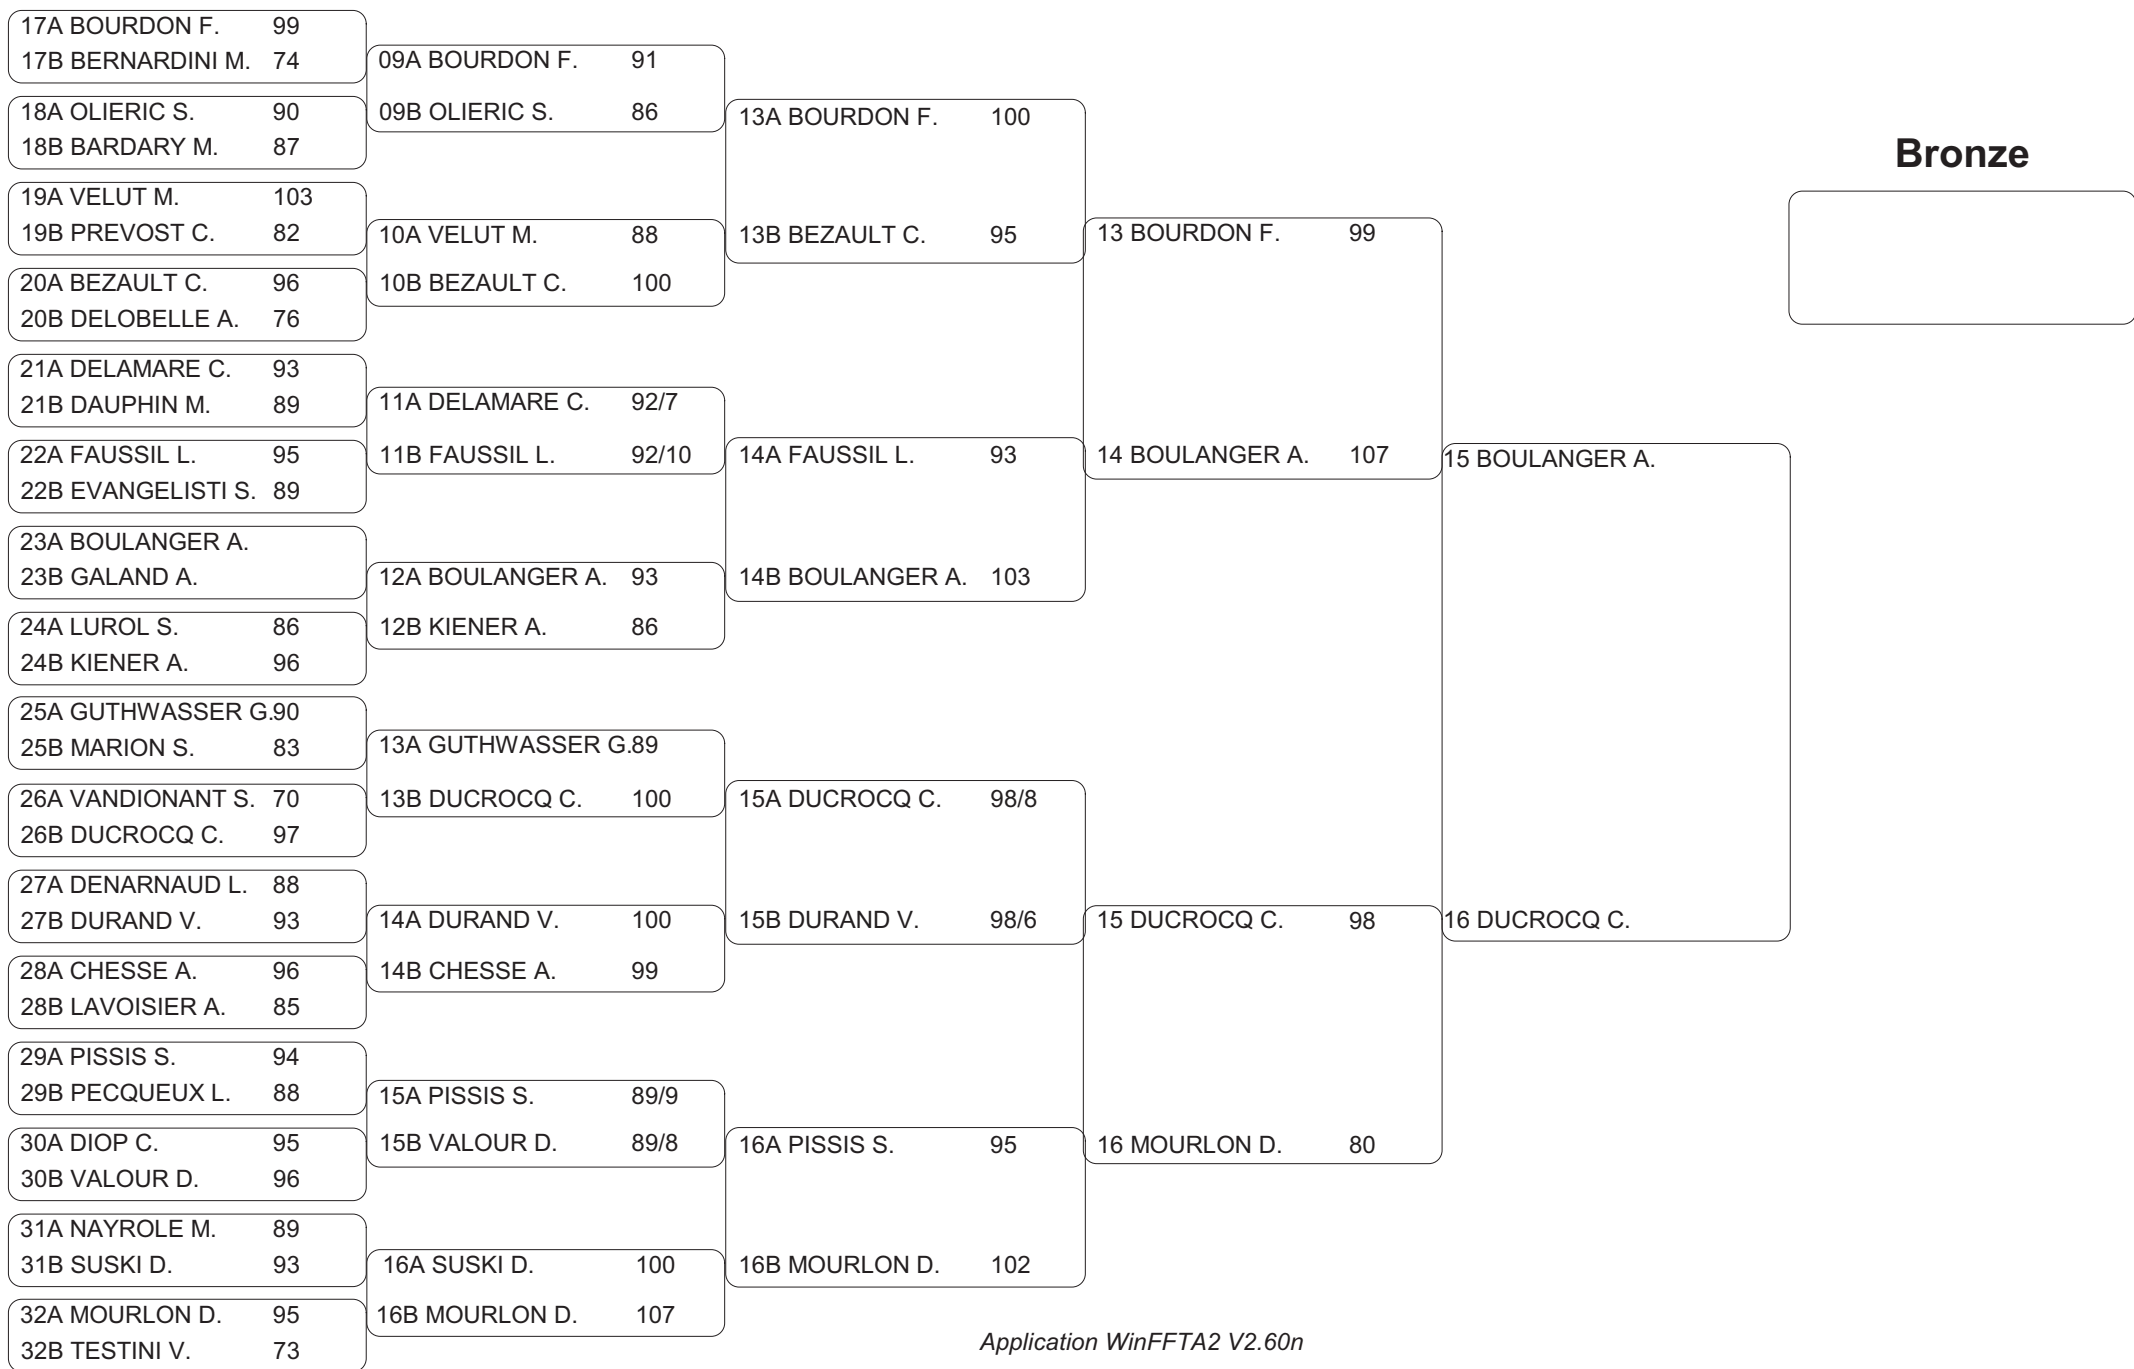 17A BOURDON F. 99
17B BERNARDINI M. 74
18A OLIERIC S. 90
18B BARDARY M. 87
19A VELUT M. 103
19B PREVOST C. 82
20A BEZAULT C. 96
20B DELOBELLE A. 76
21A DELAMARE C. 93
21B DAUPHIN M. 89
22A FAUSSIL L. 95
22B EVANGELISTI S. 89
23A BOULANGER A.
23B GALAND A.
24A LUROL S. 86
24B KIENER A. 96
25A GUTHWASSER G.90
25B MARION S. 83
26A VANDIONANT S. 70
26B DUCROCQ C. 97
27A DENARNAUD L. 88
27B DURAND V. 93
28A CHESSE A. 96
28B LAVOISIER A. 85
29A PISSIS S. 94
29B PECQUEUX L. 88
30A DIOP C. 95
30B VALOUR D. 96
31A NAYROLE M. 89
31B SUSKI D. 93
32A MOURLON D. 95
32B TESTINI V. 73
09A BOURDON F. 91
09B OLIERIC S. 86
10A VELUT M. 88
10B BEZAULT C. 100
11A DELAMARE C. 92/7
11B FAUSSIL L. 92/10
12A BOULANGER A. 93
12B KIENER A. 86
13A GUTHWASSER G.89
13B DUCROCQ C. 100
14A DURAND V. 100
14B CHESSE A. 99
15A PISSIS S. 89/9
15B VALOUR D. 89/8
16A SUSKI D. 100
16B MOURLON D. 107
13A BOURDON F. 100
13B BEZAULT C. 95
14A FAUSSIL L. 93
14B BOULANGER A. 103
15A DUCROCQ C. 98/8
15B DURAND V. 98/6
16A PISSIS S. 95
16B MOURLON D. 102
13 BOURDON F. 99
14 BOULANGER A. 107
15 DUCROCQ C. 98
16 MOURLON D. 80
15 BOULANGER A.
16 DUCROCQ C.
Bronze
Application WinFFTA2 V2.60n